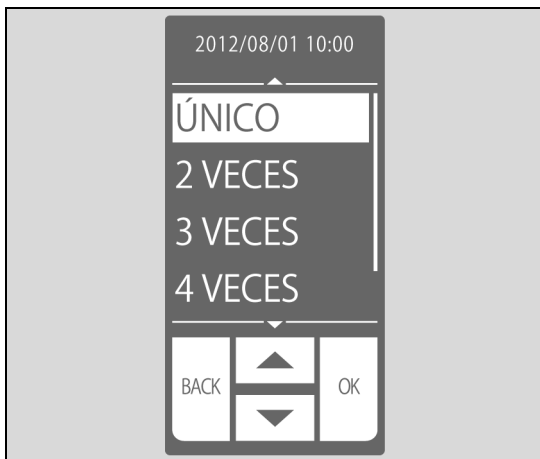 2012/08/01 10:00
ÚNICO
2 VECES
3 VECES
4 VECES
BACK
OK